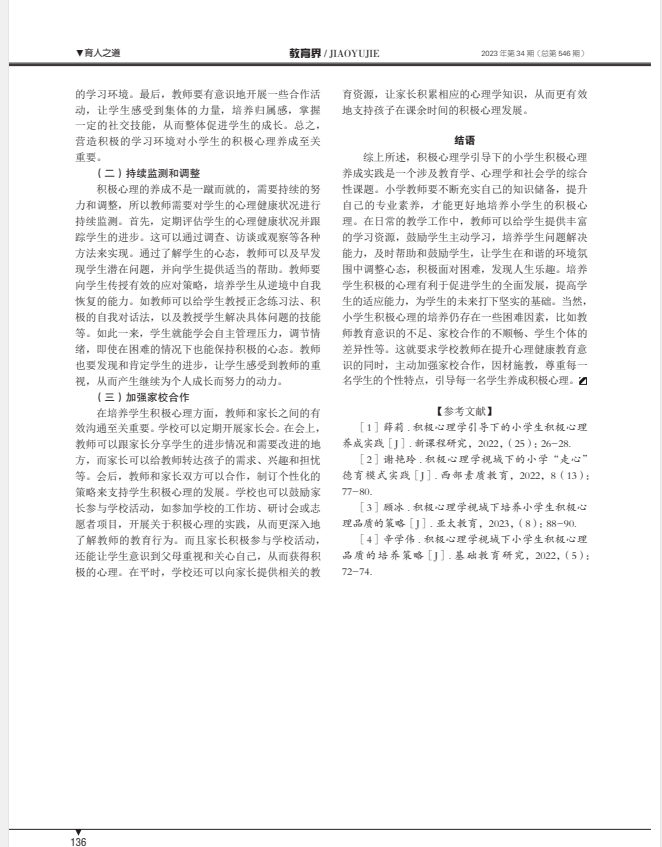 ▼育人之道
教育界 / JIAOYUJIE
2023 年第 34 期（总第 546 期）
的学习环境。最后，教师要有意识地开展一些合作活
动，让学生感受到集体的力量，培养归属感，掌握
一定的社交技能，从而整体促进学生的成长。总之，
营造积极的学习环境对小学生的积极心理养成至关
重要。
（二）持续监测和调整
积极心理的养成不是一蹴而就的，需要持续的努
力和调整，所以教师需要对学生的心理健康状况进行
持续监测。首先，定期评估学生的心理健康状况并跟
踪学生的进步。这可以通过调查、访谈或观察等各种
方法来实现。通过了解学生的心态，教师可以及早发
现学生潜在问题，并向学生提供适当的帮助。教师要
向学生传授有效的应对策略，培养学生从逆境中自我
恢复的能力。如教师可以给学生教授正念练习法、积
极的自我对话法，以及教授学生解决具体问题的技能
等。如此一来，学生就能学会自主管理压力，调节情
绪，即使在困难的情况下也能保持积极的心态。教师
也要发现和肯定学生的进步，让学生感受到教师的重
视，从而产生继续为个人成长而努力的动力。
（三）加强家校合作
在培养学生积极心理方面，教师和家长之间的有
效沟通至关重要。学校可以定期开展家长会。在会上，
教师可以跟家长分享学生的进步情况和需要改进的地
方，而家长可以给教师转达孩子的需求、兴趣和担忧
等。会后，教师和家长双方可以合作，制订个性化的
策略来支持学生积极心理的发展。学校也可以鼓励家
长参与学校活动，如参加学校的工作坊、研讨会或志
愿者项目，开展关于积极心理的实践，从而更深入地
了解教师的教育行为。而且家长积极参与学校活动，
还能让学生意识到父母重视和关心自己，从而获得积
极的心理。在平时，学校还可以向家长提供相关的教
育资源，让家长积累相应的心理学知识，从而更有效
地支持孩子在课余时间的积极心理发展。
结语
综上所述，积极心理学引导下的小学生积极心理
养成实践是一个涉及教育学、心理学和社会学的综合
性课题。小学教师要不断充实自己的知识储备，提升
自己的专业素养，才能更好地培养小学生的积极心
理。在日常的教学工作中，教师可以给学生提供丰富
的学习资源，鼓励学生主动学习，培养学生问题解决
能力，及时帮助和鼓励学生，让学生在和谐的环境氛
围中调整心态，积极面对困难，发现人生乐趣。培养
学生积极的心理有利于促进学生的全面发展，提高学
生的适应能力，为学生的未来打下坚实的基础。当然，
小学生积极心理的培养仍存在一些困难因素，比如教
师教育意识的不足、家校合作的不顺畅、学生个体的
差异性等。这就要求学校教师在提升心理健康教育意
识的同时，主动加强家校合作，因材施教，尊重每一
名学生的个性特点，引导每一名学生养成积极心理。
【参考文献】
［1］薛莉 . 积极心理学引导下的小学生积极心理
养成实践［J］. 新课程研究，2022，（25）：26-28.
［2］谢艳玲 . 积极心理学视域下的小学“走心”
德育模式实践［J］. 西部素质教育，2022，8（13）：
77-80.
［3］顾冰 . 积极心理学视域下培养小学生积极心
理品质的策略［J］. 亚太教育，2023，（8）：88-90.
［4］辛学伟 . 积极心理学视域下小学生积极心理
品质的培养策略［J］. 基础教育研究，2022，（5）：
72-74.
▼
136